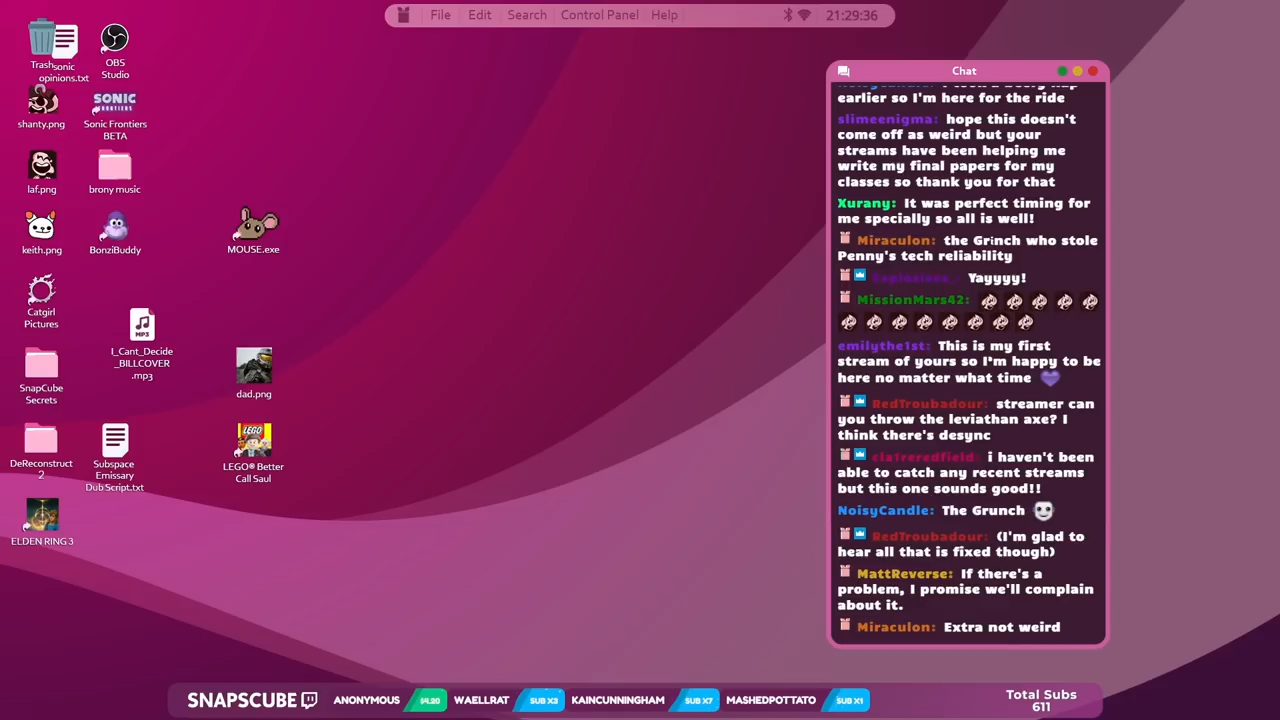 File Edit Search Control Panel Help 21:29:36
Trash
sonic
opinions.txt
OBS
Studio
shanty.png
SONIC
FRONTIERS
Sonic Frontiers
BETA
laf.png
brony music
keith.png
BonziBuddy
MOUSE.exe
Catgirl
Pictures
MP3
I_Cant_Decide
_BILLCOVER
.mp3
SnapCube
Secrets
dad.png
DeReconstruct
2
Subspace
Emissary
Dub Script.txt
LEGO
LEGO® Better
Call Saul
ELDEN RING 3
Chat
earlier so I'm here for the ride
slimeenigma: hope this doesn't
come off as weird but your
streams have been helping me
write my final papers for my
classes so thank you for that
Xurany: It was perfect timing for
me specially so all is well!
Miraculon: the Grinch who stole
Penny's tech reliability
Yayyyy!
MissionMars42:
emilythe1st: This is my first
stream of yours so I'm happy to be
here no matter what time
RedTroubadour: streamer can
you throw the leviathan axe? I
think there's desync
cla1reredfield: i haven't been
able to catch any recent streams
but this one sounds good!!
NoisyCandle: The Grunch
RedTroubadour: (I'm glad to
hear all that is fixed though)
MattReverse: If there's a
problem, I promise we'll complain
about it.
Miraculon: Extra not weird
SNAPSCUBE ANONYMOUS $4.20 WAELLRAT SUB X3 KAINCUNNINGHAM SUB X7 MASHEDPOTTATO SUB X1
Total Subs
611